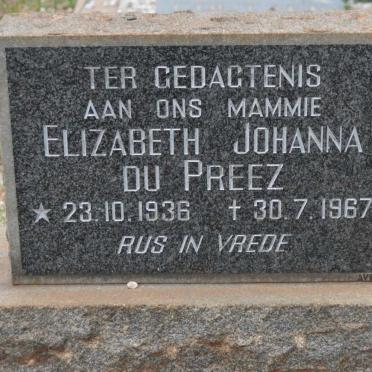 TER GEDAGTENIS
AAN ONS MAMMIE
ELIZABETH JOHANNA
DU PREEZ
★ 23.10.1936 ✝ 30.7.1967
RUS IN VREDE